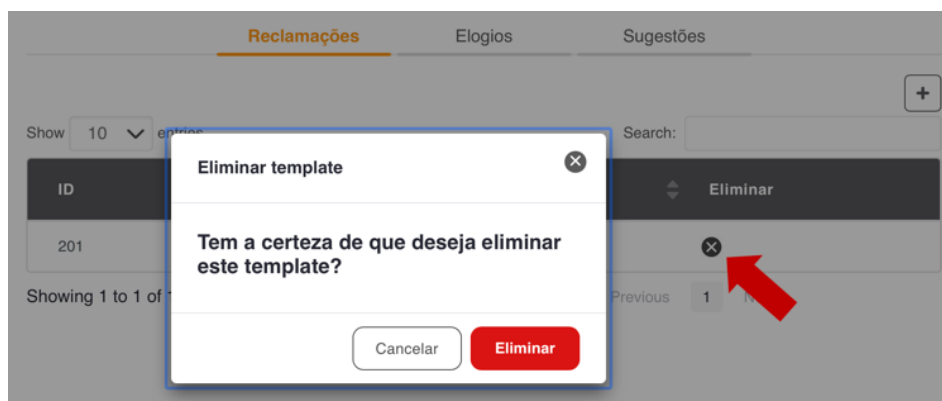 Reclamações Elogios Sugestões
+
Show 10 entries Search:
Eliminar template
ID Eliminar
201
Tem a certeza de que deseja eliminar
este template?
Showing 1 to 1 of Previous 1
Cancelar Eliminar